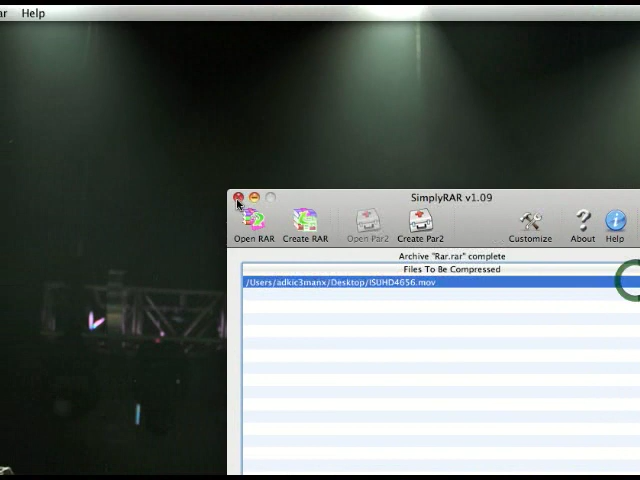 ar Help
SimplyRAR v1.09
Open RAR Create RAR Open Par2 Create Par2 Customize About Help
Archive "Rar.rar" complete
Files To Be Compressed
/Users/adkic3manx/Desktop/ISUHD4656.mov